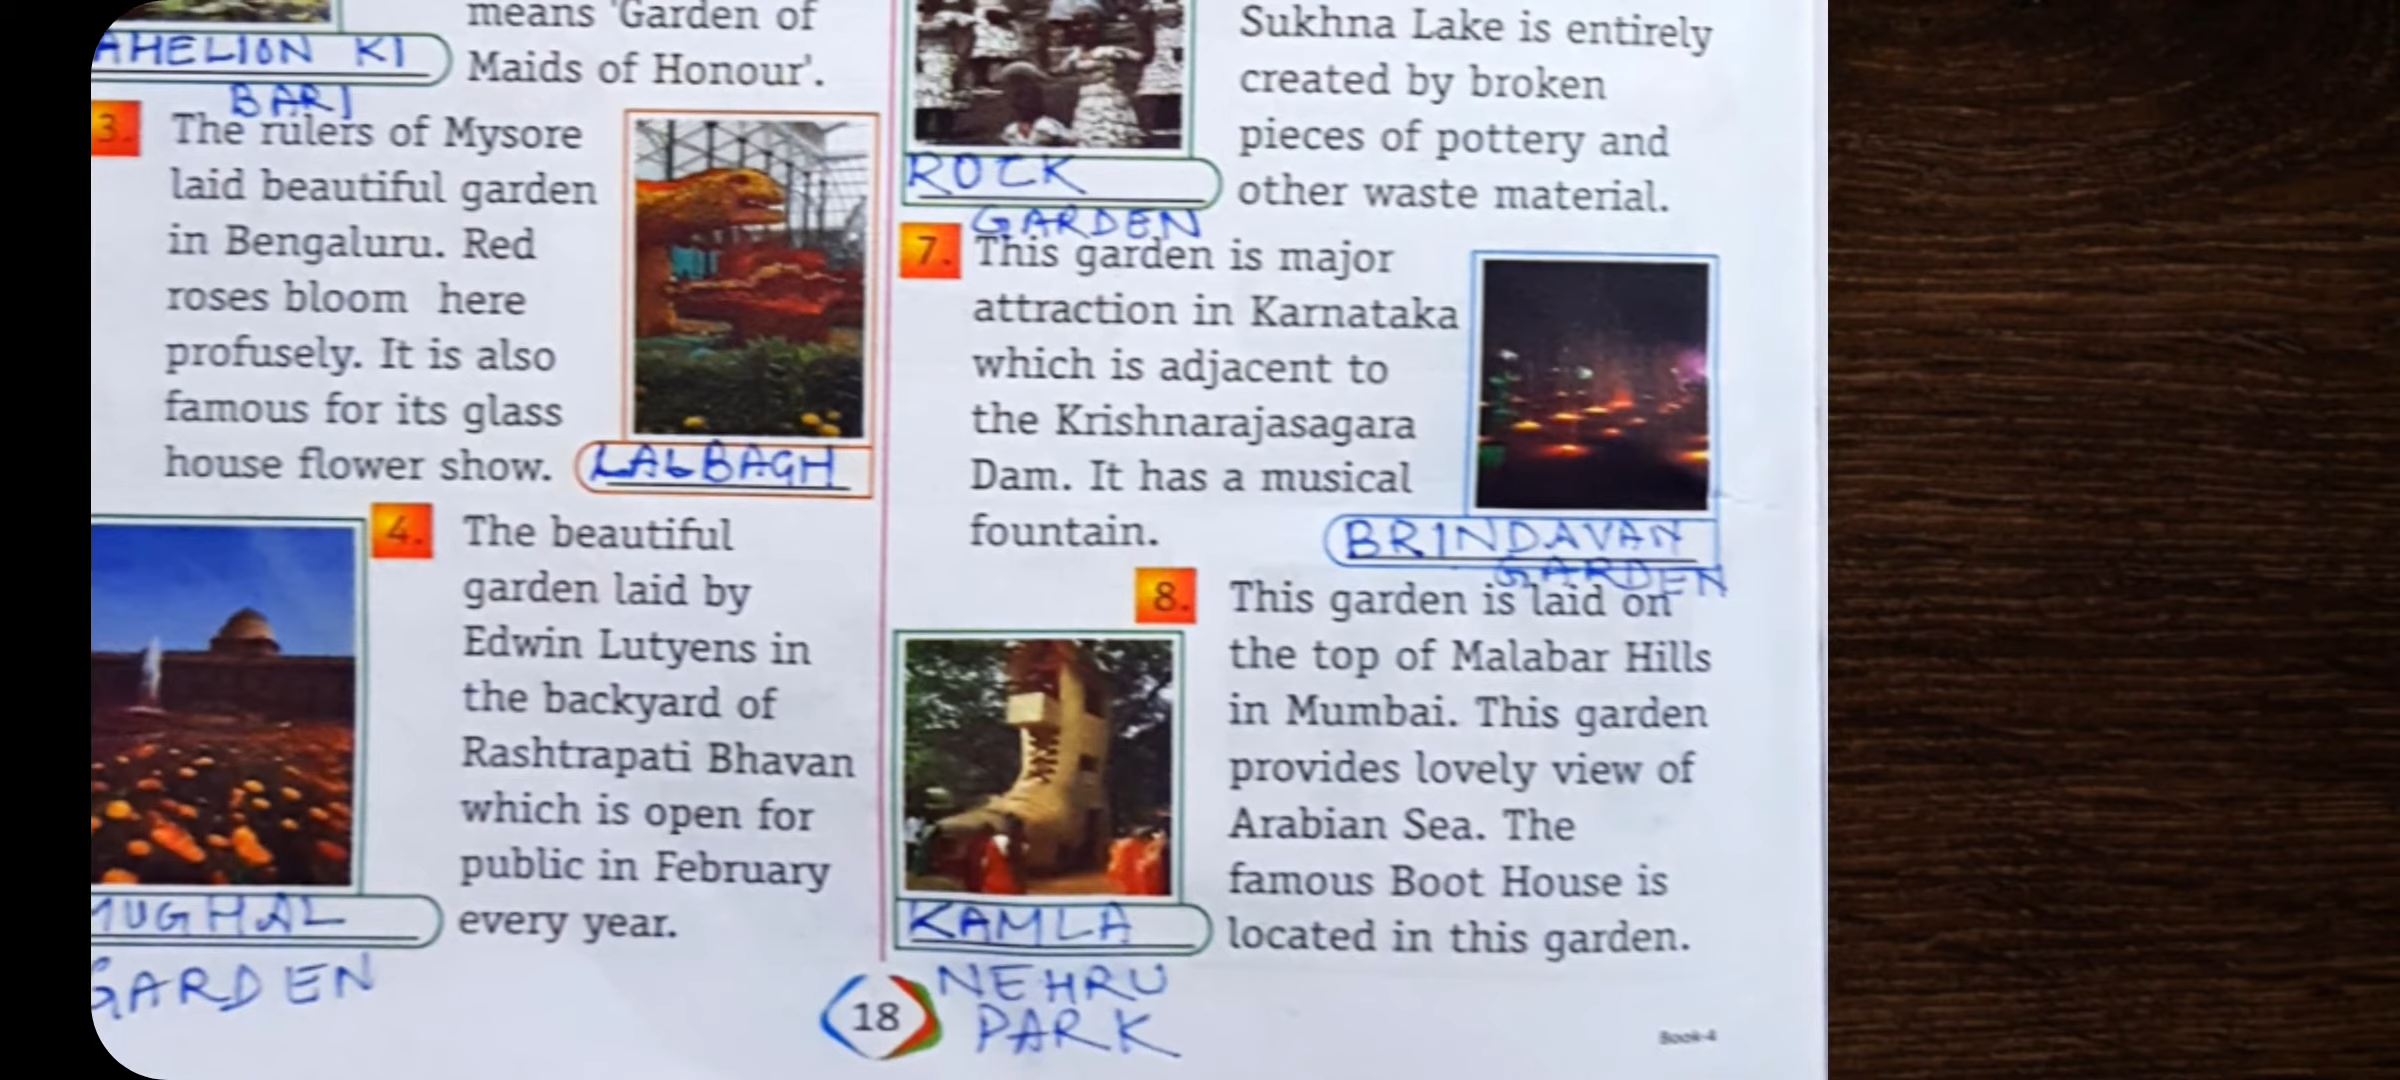 means 'Garden of
Maids of Honour'.
AHELION KI
BARI
3. The rulers of Mysore
laid beautiful garden
in Bengaluru. Red
roses bloom here
profusely. It is also
famous for its glass
house flower show.
LALBAGH
4. The beautiful
garden laid by
Edwin Lutyens in
the backyard of
Rashtrapati Bhavan
which is open for
public in February
every year.
MUGHAL
GARDEN
Sukhna Lake is entirely
created by broken
pieces of pottery and
other waste material.
ROCK
GARDEN
7. This garden is major
attraction in Karnataka
which is adjacent to
the Krishnarajasagara
Dam. It has a musical
fountain.
BRINDAVAN
GARDEN
8. This garden is laid on
the top of Malabar Hills
in Mumbai. This garden
provides lovely view of
Arabian Sea. The
famous Boot House is
located in this garden.
KAMLA
NEHRU
PARK
18
Book-4